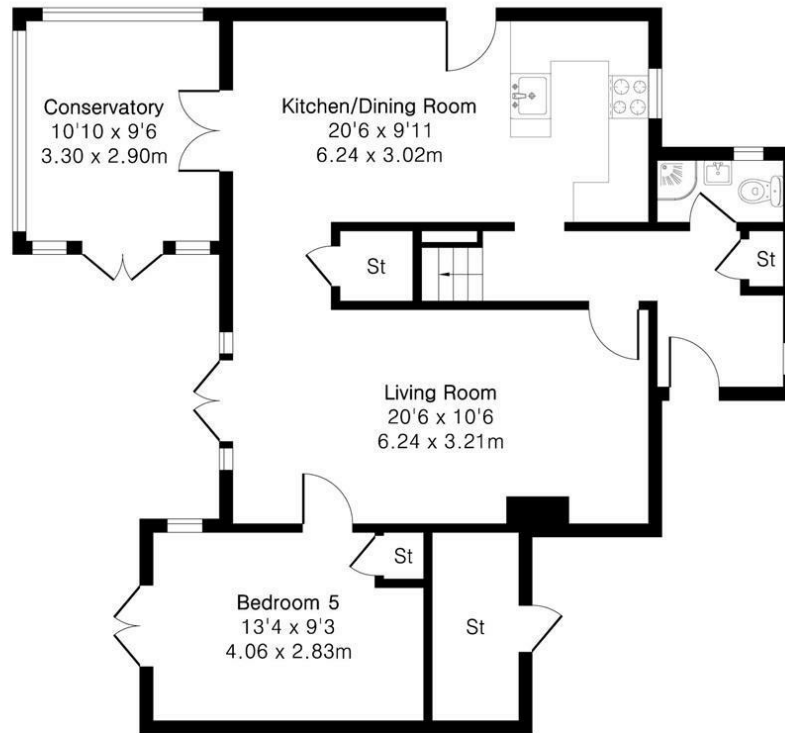 Conservatory
10'10 x 9'6
3.30 x 2.90m
Kitchen/Dining Room
20'6 x 9'11
6.24 x 3.02m
St
St
Living Room
20'6 x 10'6
6.24 x 3.21m
St
Bedroom 5
13'4 x 9'3
4.06 x 2.83m
St